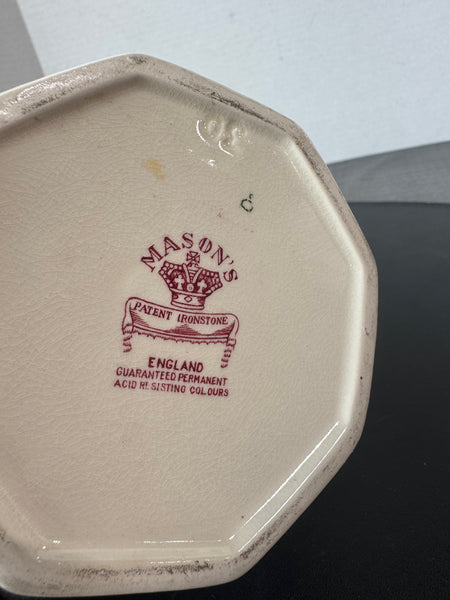 MASON'S
PATENT IRONSTONE
ENGLAND
GUARANTEED PERMANENT
ACID RESISTING COLOURS